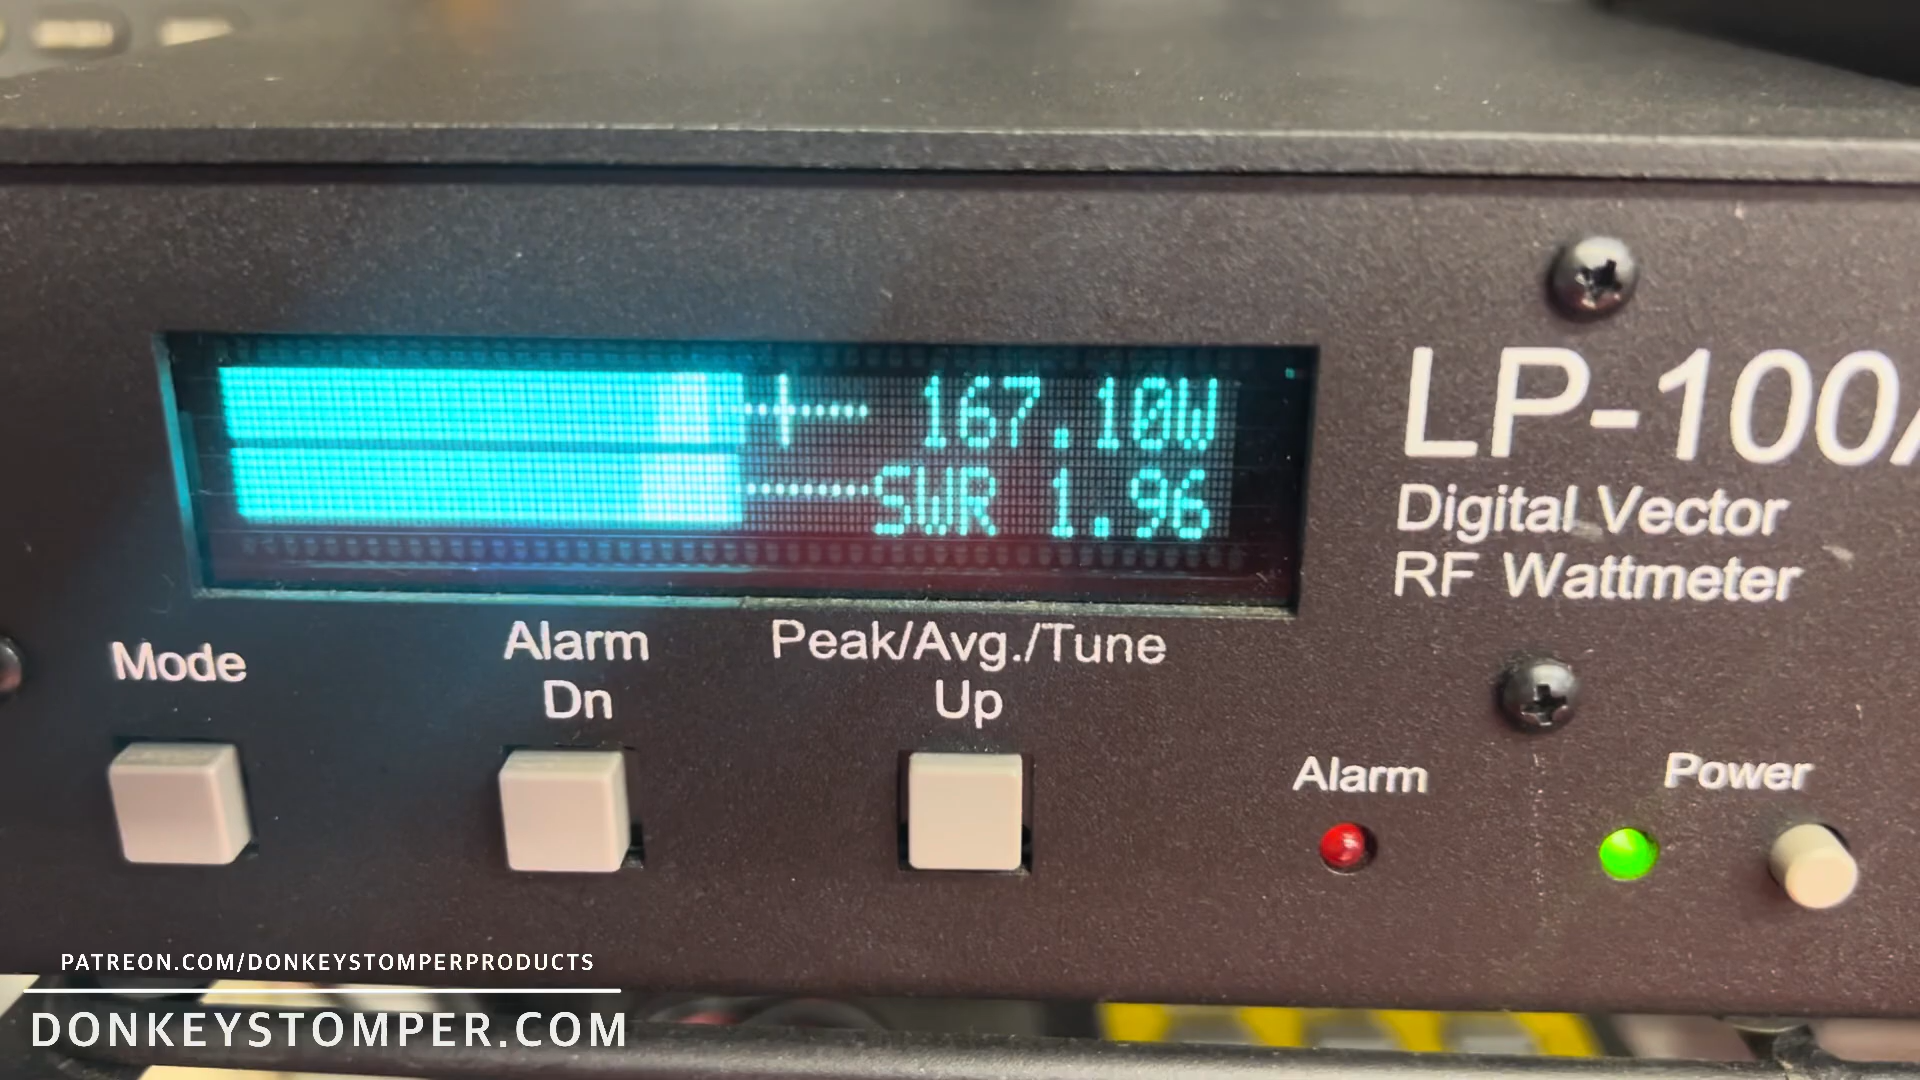 167.10W
SWR 1.96
LP-100A
Digital Vector
RF Wattmeter
Mode
Alarm
Dn
Peak/Avg./Tune
Up
Alarm
Power
PATREON.COM/DONKEYSTOMPERPRODUCTS
DONKEYSTOMPER.COM